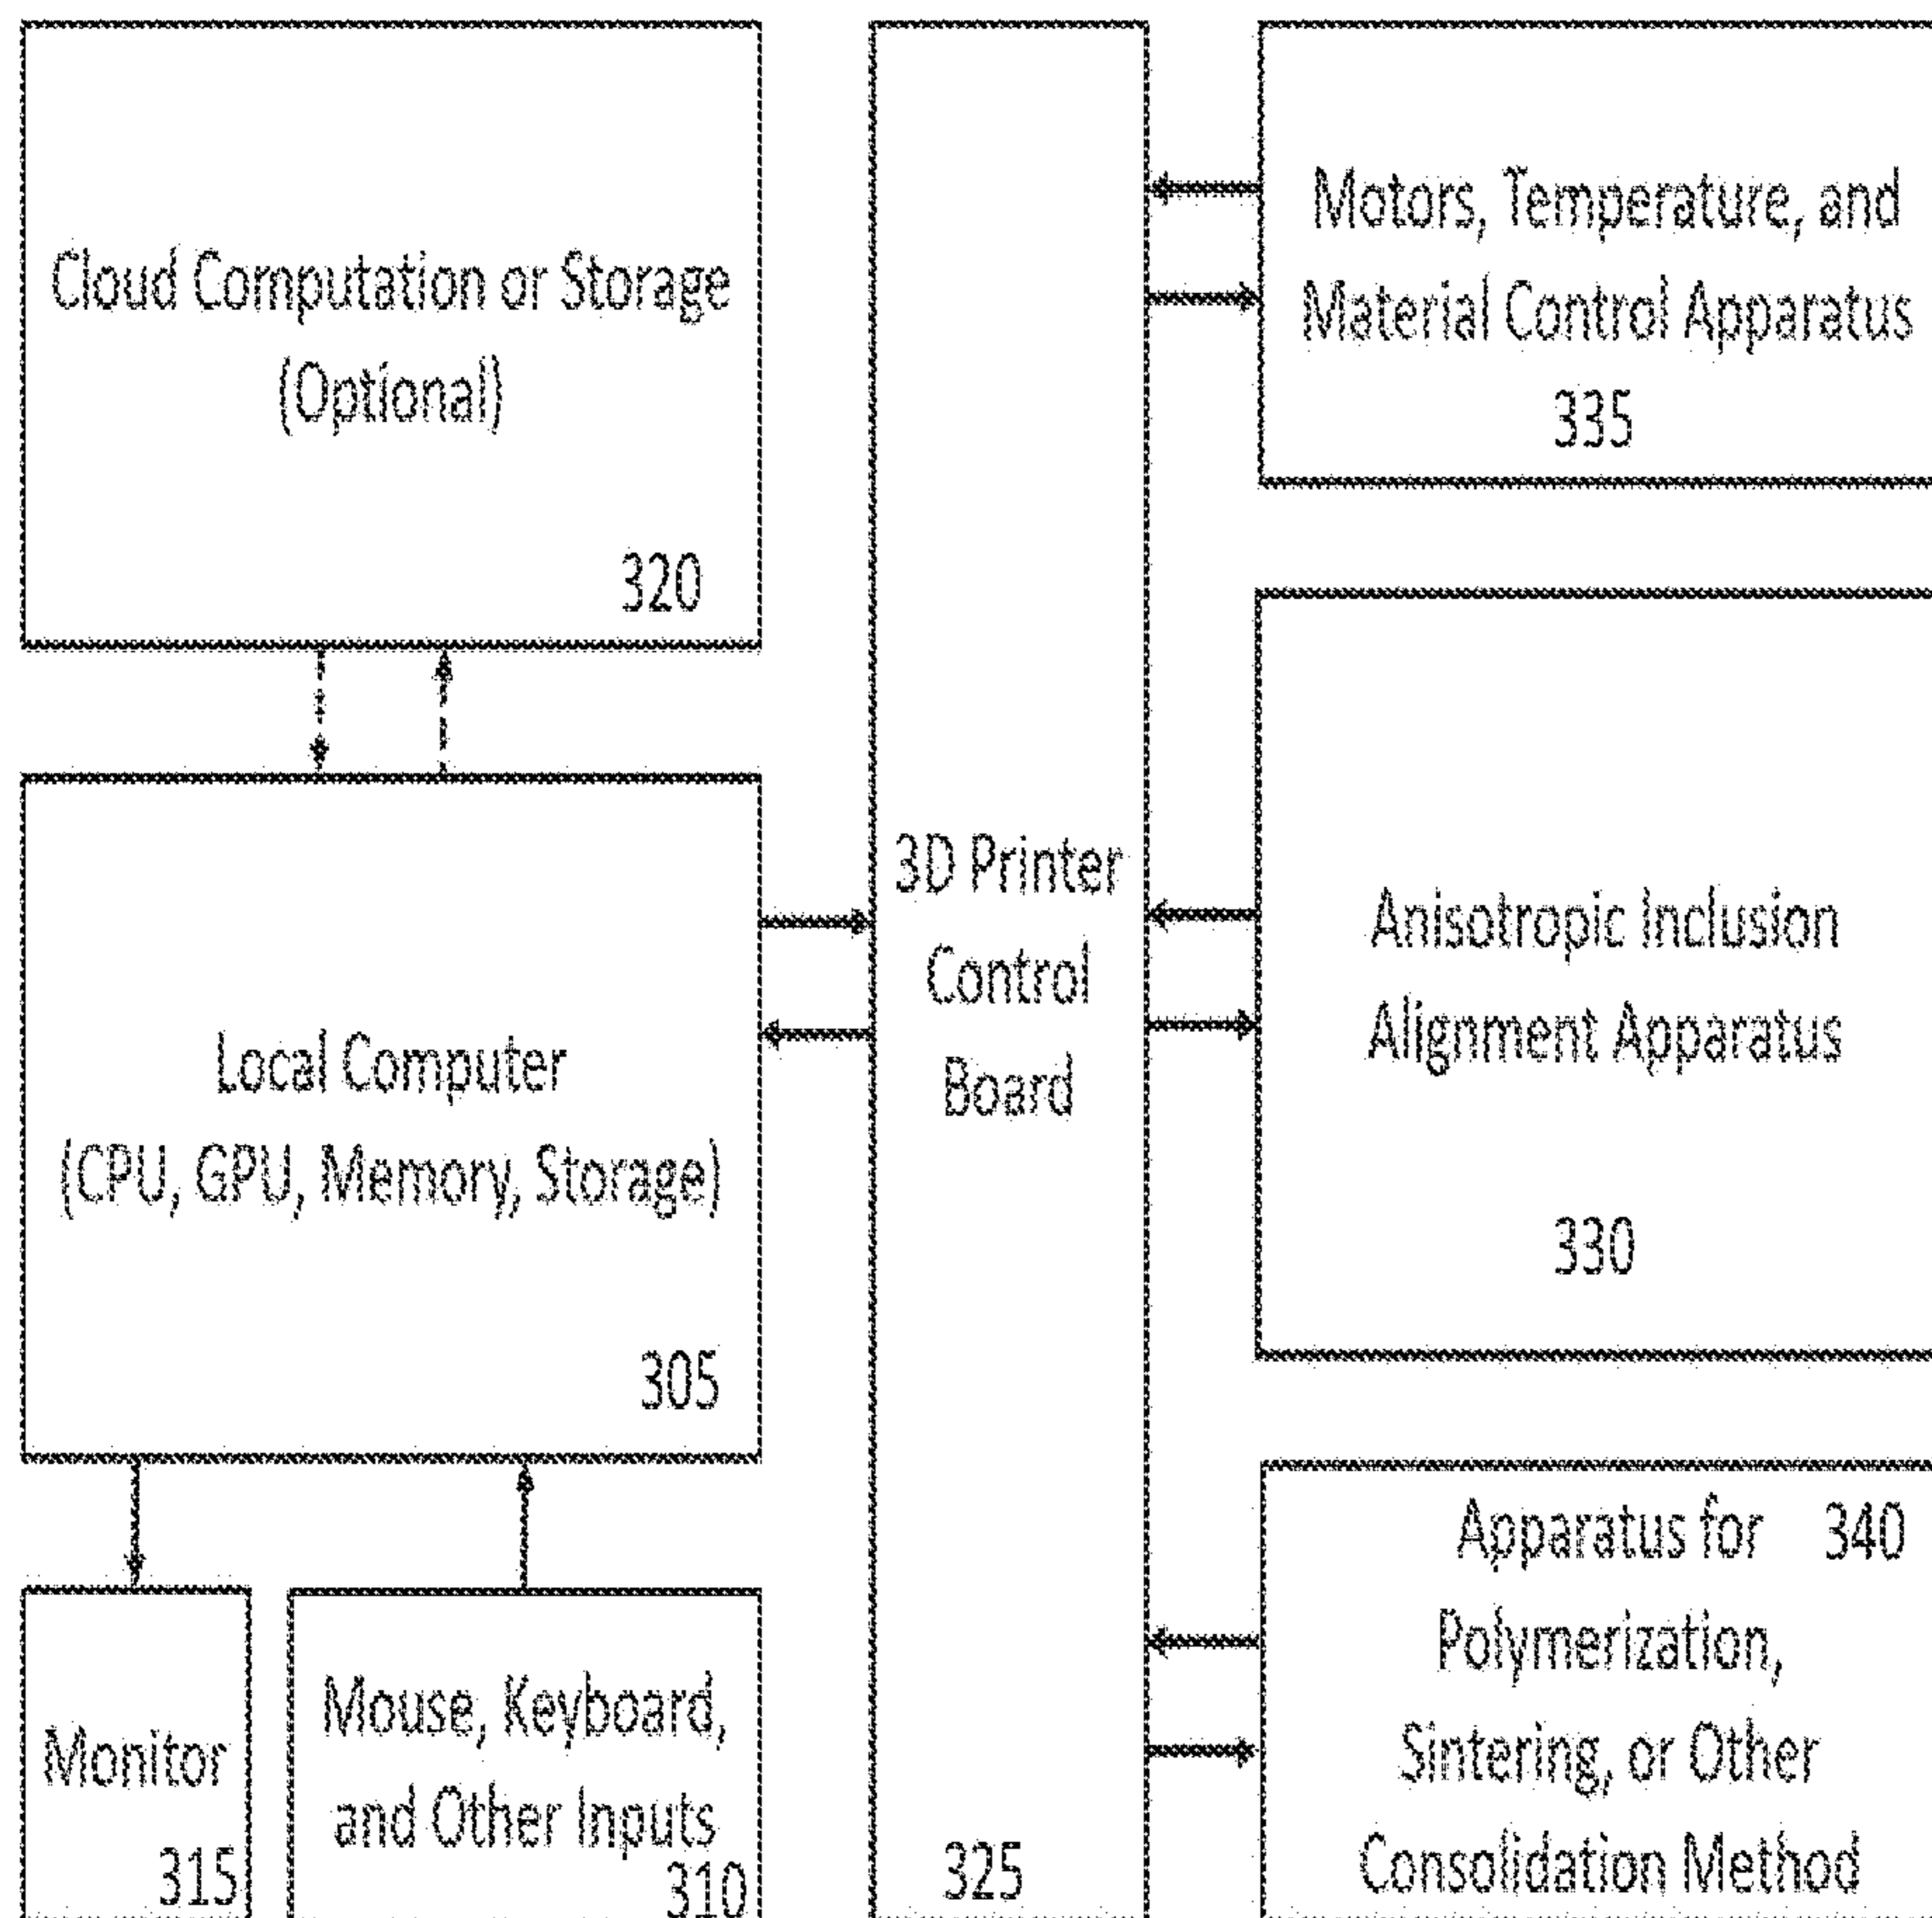 Cloud Computation or Storage
(Optional)
320
Local Computer
(CPU, GPU, Memory, Storage)
305
Monitor
315
Mouse, Keyboard,
and Other Inputs
310
3D Printer
Control
Board
325
Motors, Temperature, and
Material Control Apparatus
335
Anisotropic Inclusion
Alignment Apparatus
330
Apparatus for 340
Polymerization,
Sintering, or Other
Consolidation Method